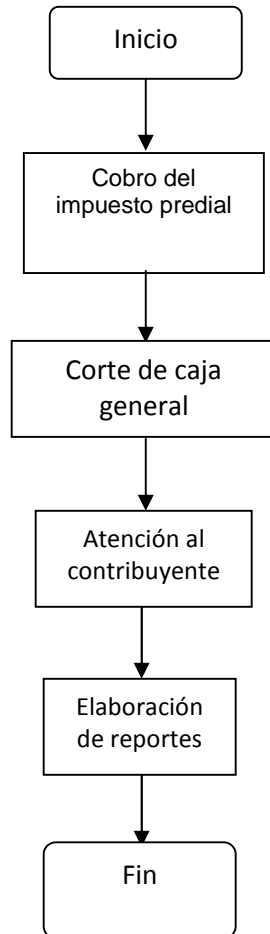 Inicio
Cobro del
impuesto predial
Corte de caja
general
Atención al
contribuyente
Elaboración
de reportes
Fin